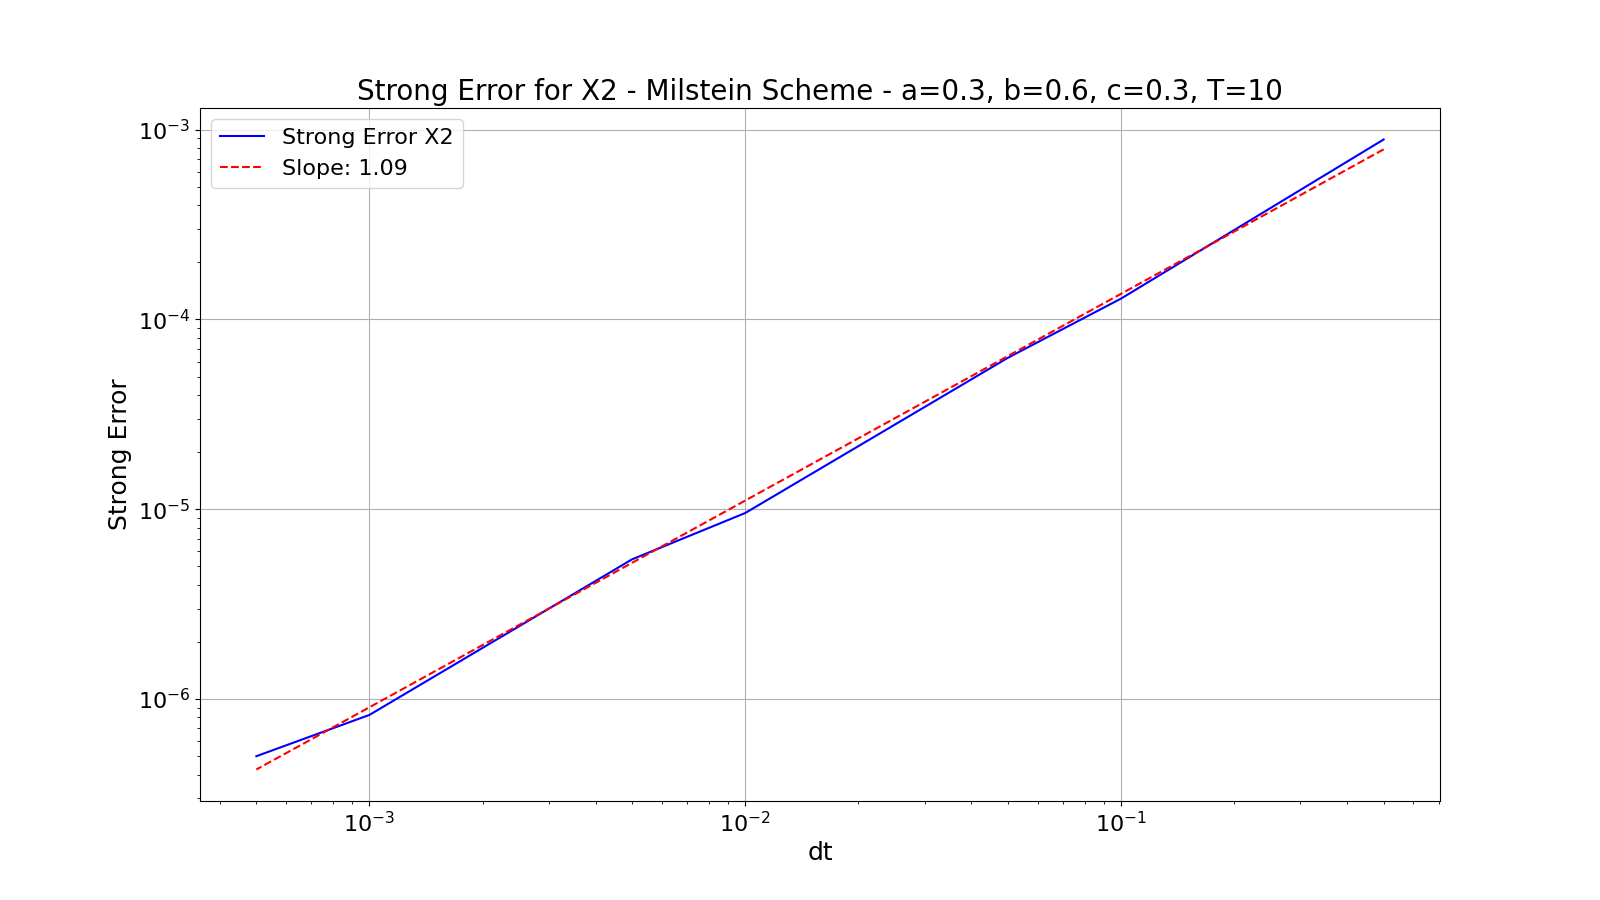 Strong Error for X2 - Milstein Scheme - a=0.3, b=0.6, c=0.3, T=10
Strong Error X2
Slope: 1.09
10⁻³
10⁻⁴
10⁻⁵
10⁻⁶
Strong Error
10⁻³ 10⁻² 10⁻¹
dt